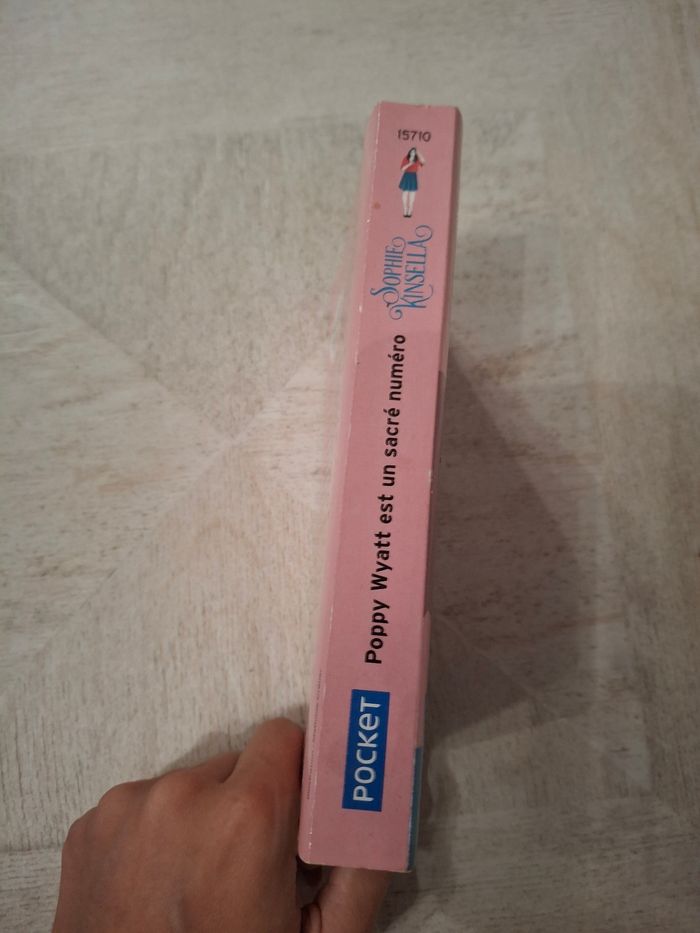 15710
SOPHIE
KINSELLA
Poppy Wyatt est un sacré numéro
POCKET